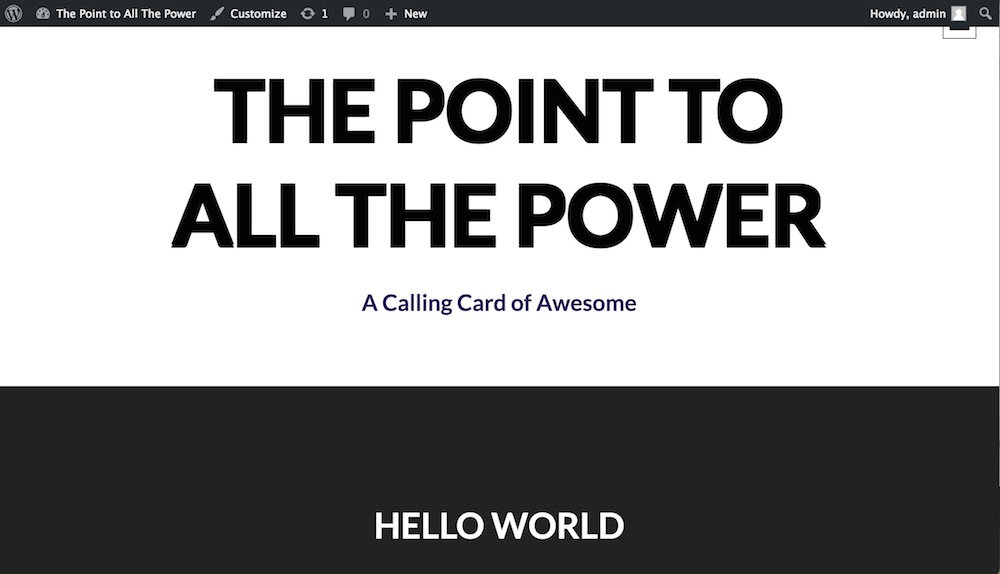 The Point to All The Power Customize 1 0 New Howdy, admin
THE POINT TO
ALL THE POWER
A Calling Card of Awesome
HELLO WORLD